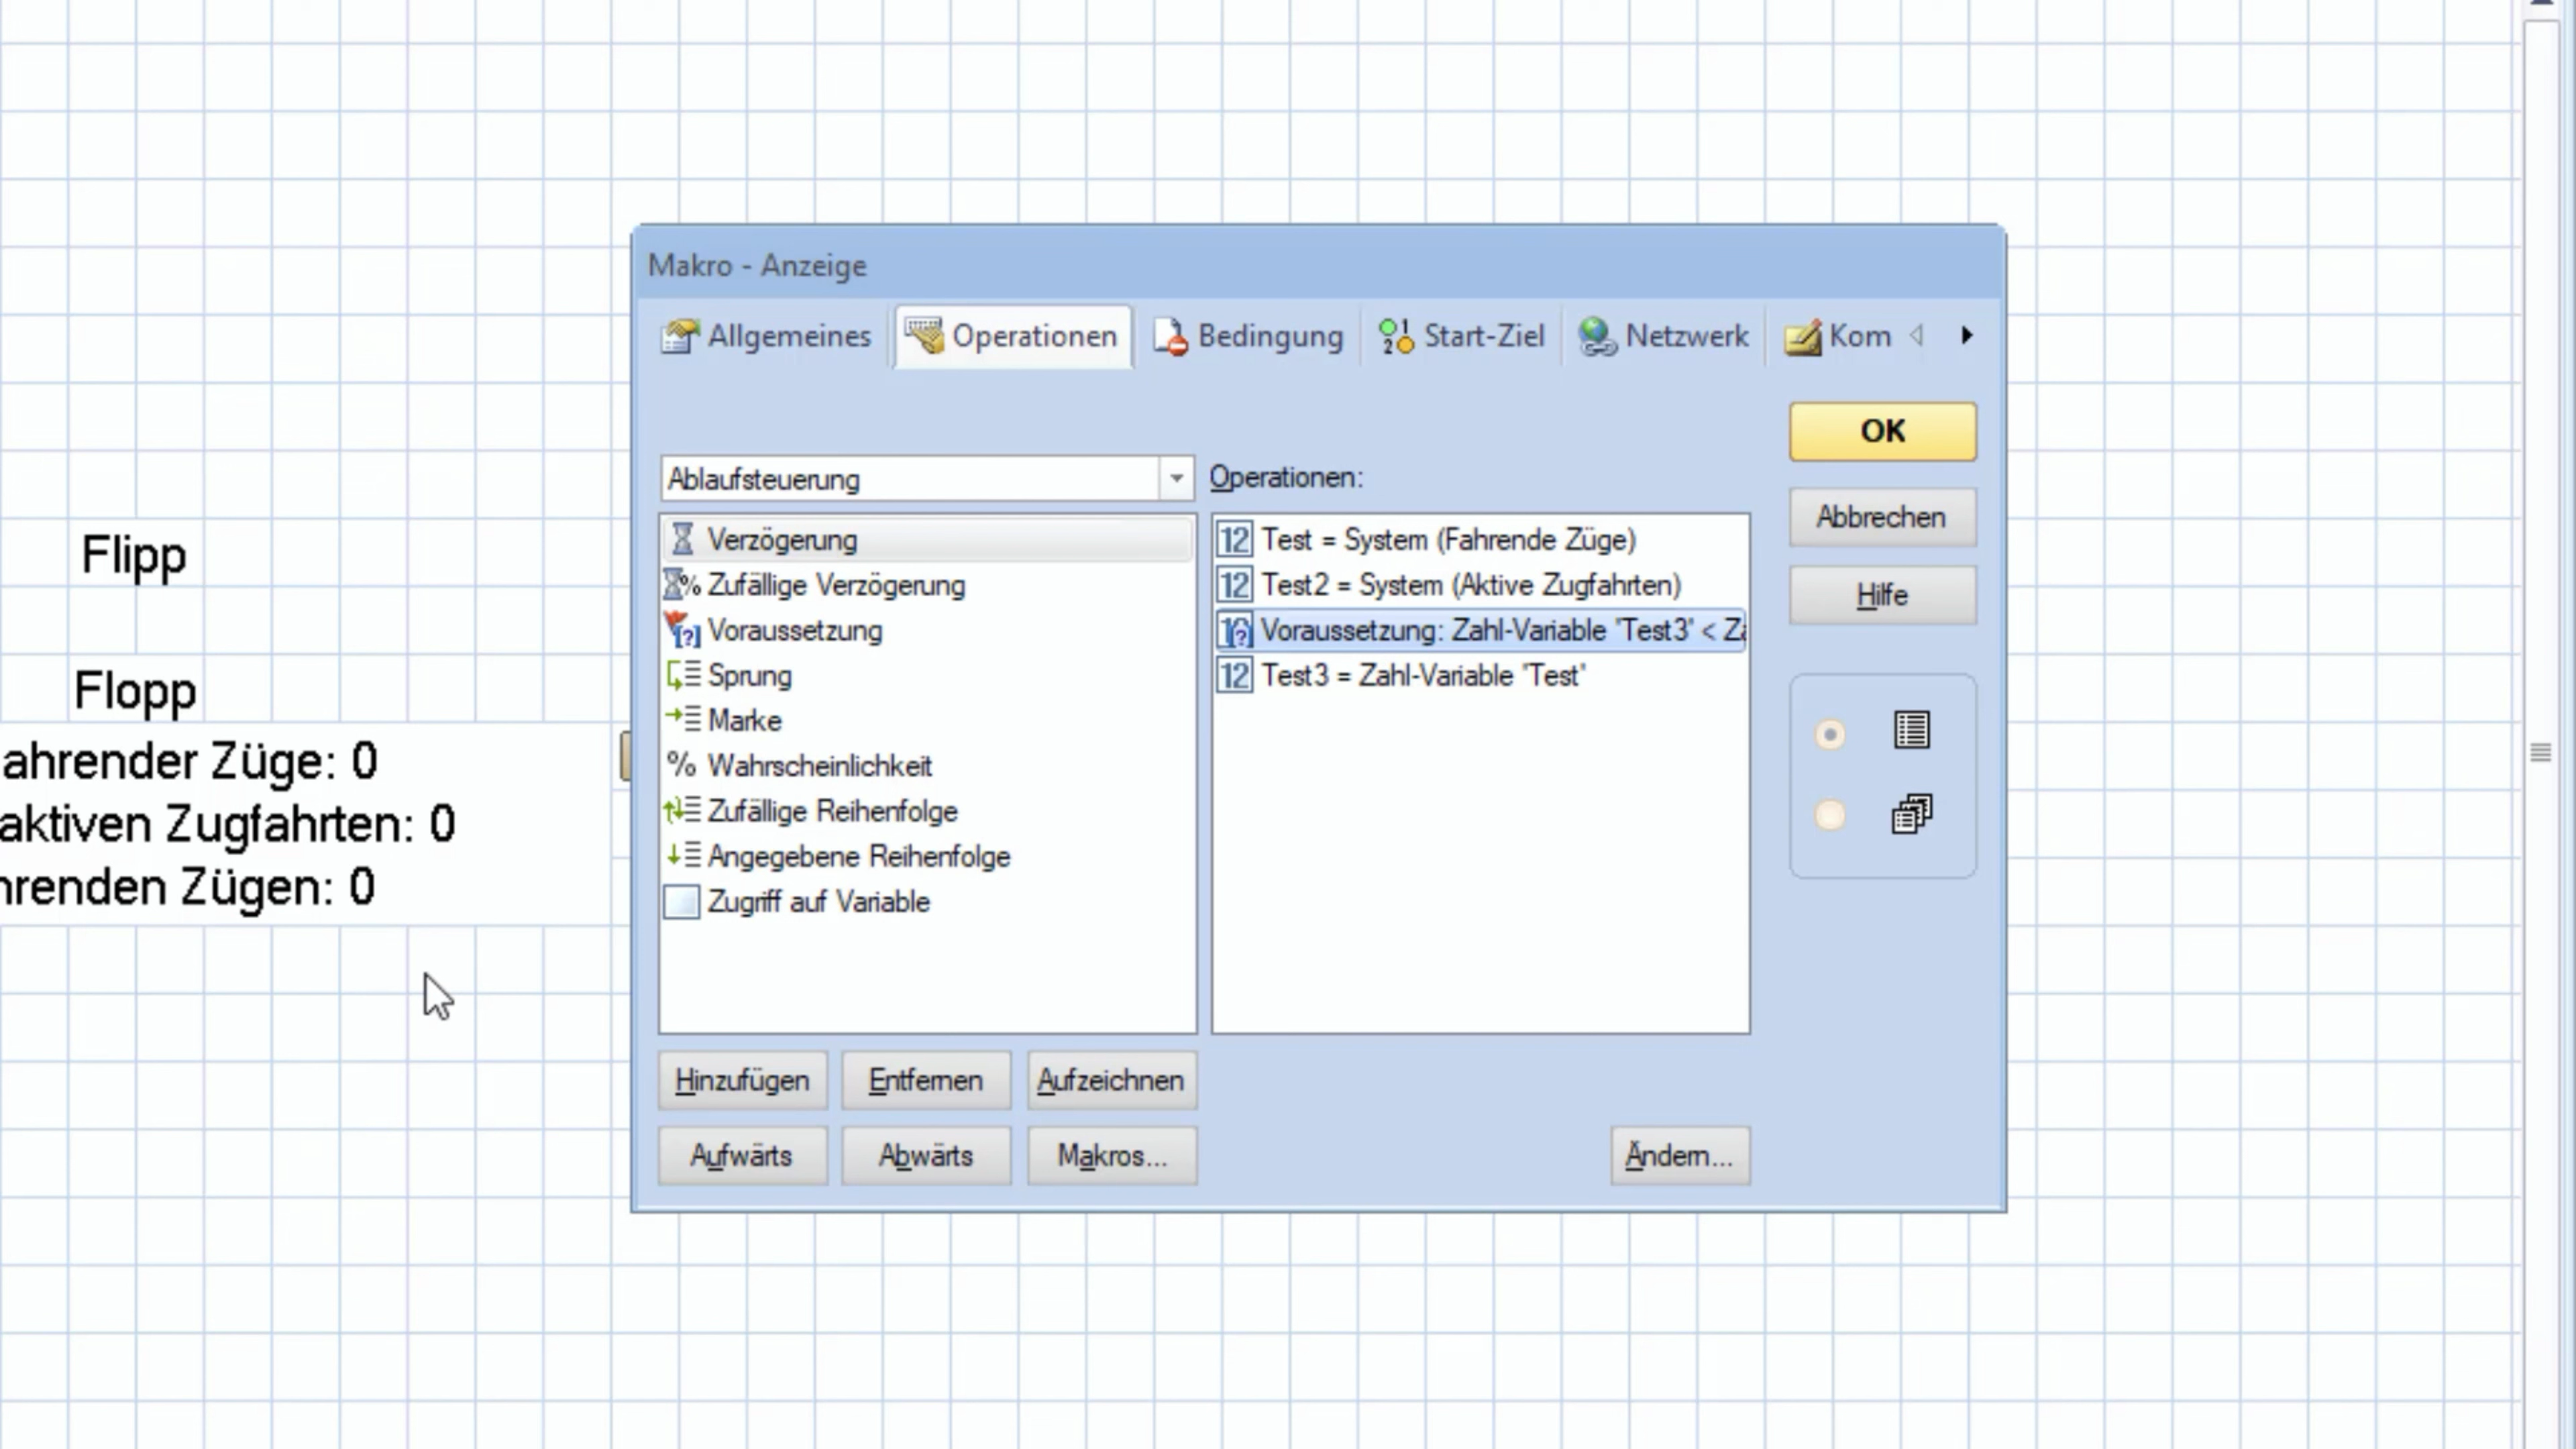 Makro - Anzeige
Allgemeines Operationen Bedingung Start-Ziel Netzwerk Kom
OK
Ablaufsteuerung Operationen:
Abbrechen
Verzögerung
Zufällige Verzögerung
Voraussetzung
Sprung
Marke
Wahrscheinlichkeit
Zufällige Reihenfolge
Angegebene Reihenfolge
Zugriff auf Variable
Test = System (Fahrende Züge)
Test2 = System (Aktive Zugfahrten)
Voraussetzung: Zahl-Variable 'Test3' < Za
Test3 = Zahl-Variable 'Test'
Hilfe
Flipp
Flopp
ahrender Züge: 0
aktiven Zugfahrten: 0
hrenden Zügen: 0
Hinzufügen Entfernen Aufzeichnen
Aufwärts Abwärts Makros... Ändern...